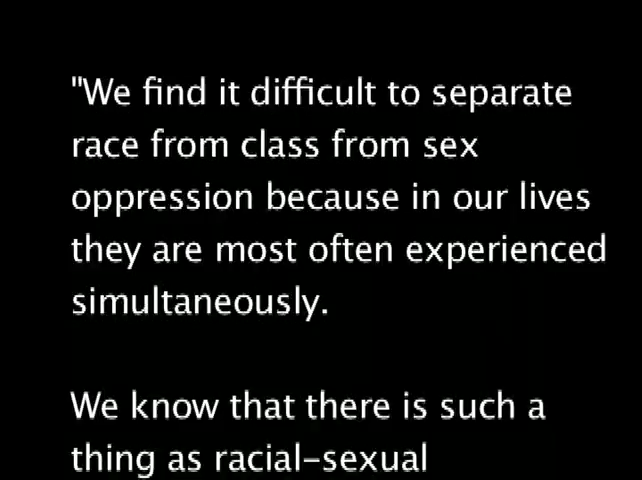 "We find it difficult to separate
race from class from sex
oppression because in our lives
they are most often experienced
simultaneously.
We know that there is such a
thing as racial-sexual